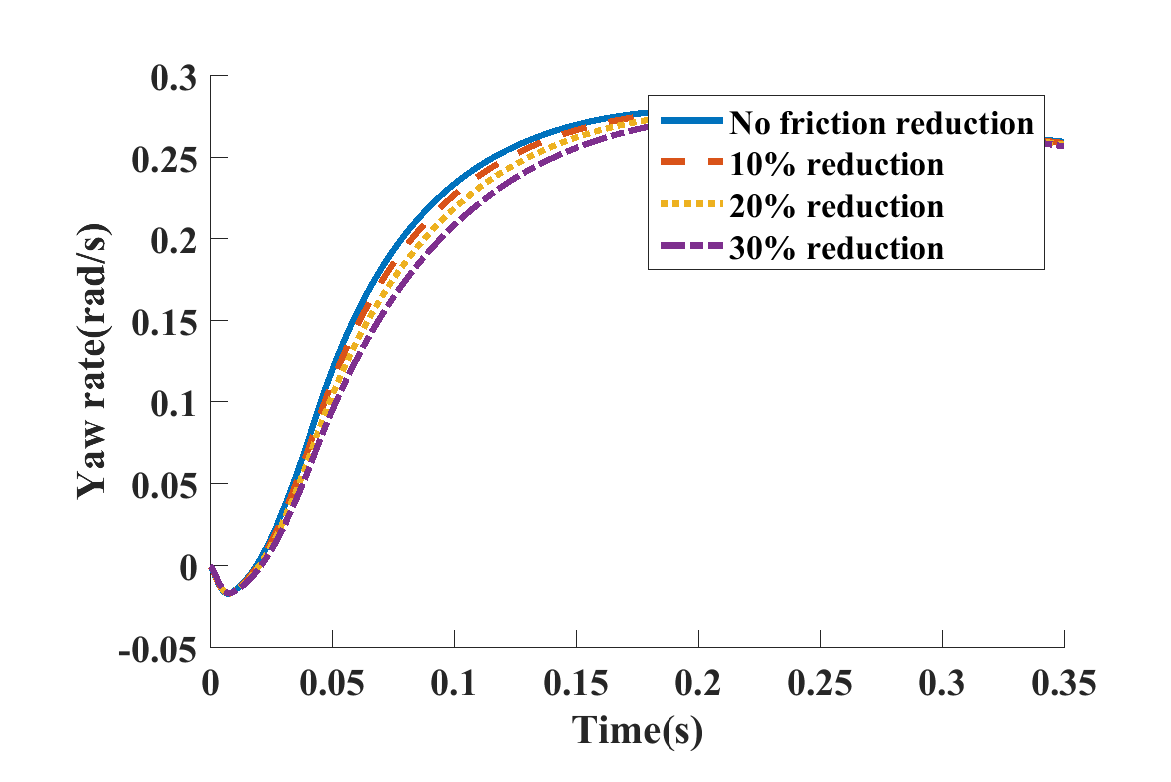 0.3
0.25
0.2
0.15
0.1
0.05
0
-0.05
Yaw rate(rad/s)
No friction reduction
10% reduction
20% reduction
30% reduction
0 0.05 0.1 0.15 0.2 0.25 0.3 0.35
Time(s)